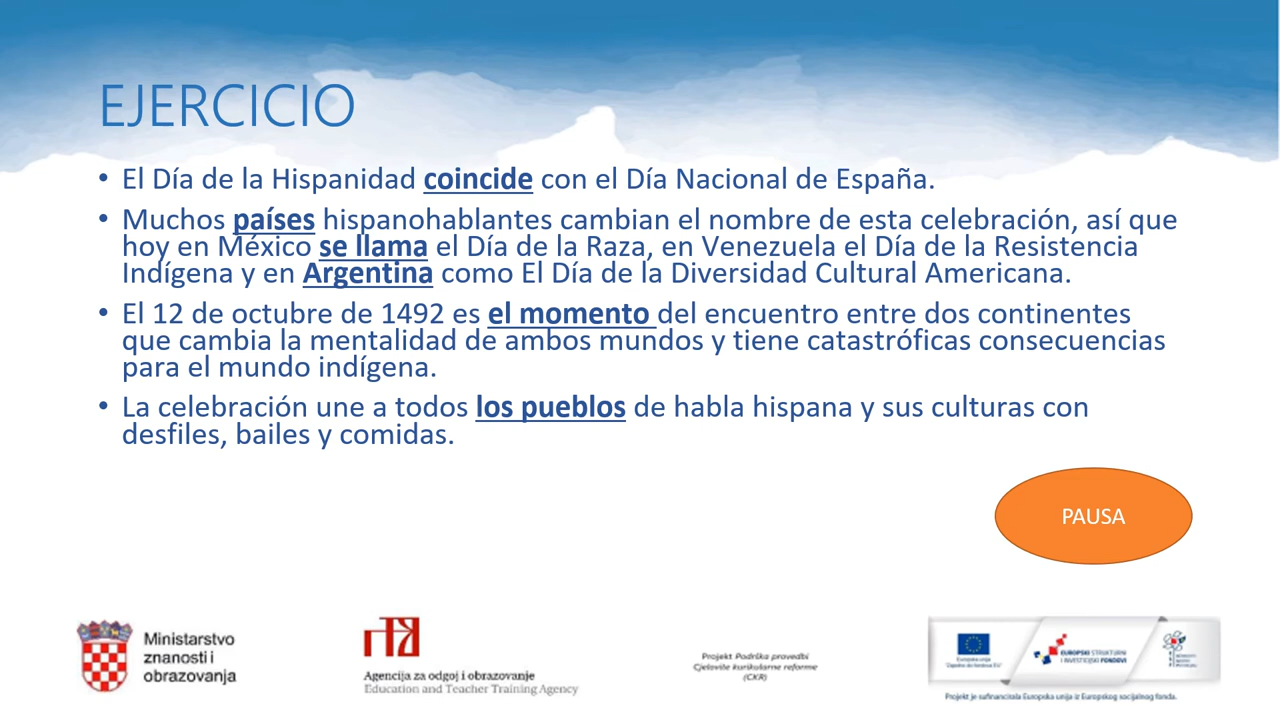 EJERCICIO
• El Día de la Hispanidad coincide con el Día Nacional de España.
• Muchos países hispanohablantes cambian el nombre de esta celebración, así que
hoy en México se llama el Día de la Raza, en Venezuela el Día de la Resistencia
Indígena y en Argentina como El Día de la Diversidad Cultural Americana.
• El 12 de octubre de 1492 es el momento del encuentro entre dos continentes
que cambia la mentalidad de ambos mundos y tiene catastróficas consecuencias
para el mundo indígena.
• La celebración une a todos los pueblos de habla hispana y sus culturas con
desfiles, bailes y comidas.
PAUSA
Ministarstvo
znanosti i
obrazovanja
Agencija za odgoj i obrazovanje
Education and Teacher Training Agency
Projekt Podrška provedbi
Cjelovite kurikularne reforme
(CKR)
Europska unija
"Zajedno do fondova EU"
EUROPSKI STRUKTURNI
I INVESTICIJSKI FONDOVI
Projekt je sufinancirala Europska unija iz Europskog socijalnog fonda.